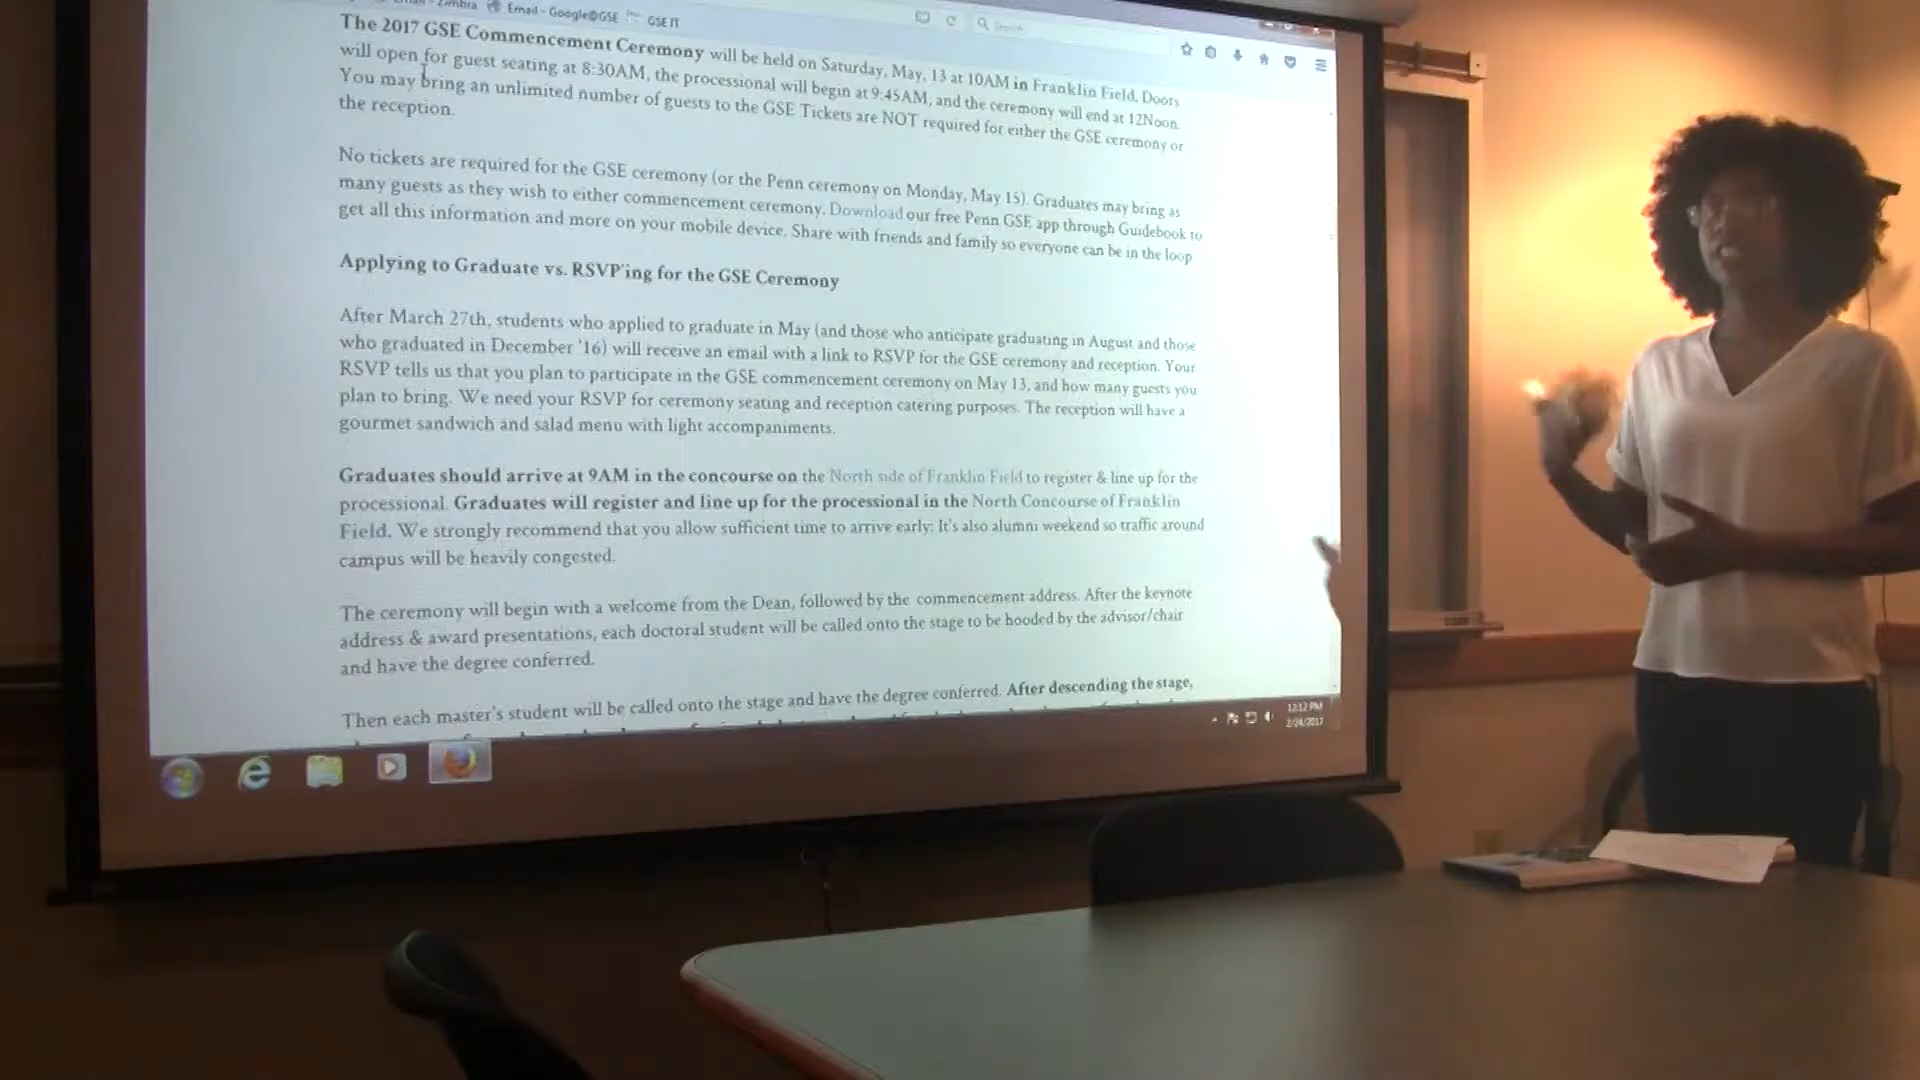 Email - Zimbra Email - Google@GSE GSE IT Search
The 2017 GSE Commencement Ceremony will be held on Saturday, May, 13 at 10AM in Franklin Field. Doors
will open for guest seating at 8:30AM, the processional will begin at 9:45AM, and the ceremony will end at 12Noon.
You may bring an unlimited number of guests to the GSE Tickets are NOT required for either the GSE ceremony or
the reception.
No tickets are required for the GSE ceremony (or the Penn ceremony on Monday, May 15). Graduates may bring as
many guests as they wish to either commencement ceremony. Download our free Penn GSE app through Guidebook to
get all this information and more on your mobile device. Share with friends and family so everyone can be in the loop
Applying to Graduate vs. RSVP'ing for the GSE Ceremony
After March 27th, students who applied to graduate in May (and those who anticipate graduating in August and those
who graduated in December '16) will receive an email with a link to RSVP for the GSE ceremony and reception. Your
RSVP tells us that you plan to participate in the GSE commencement ceremony on May 13, and how many guests you
plan to bring. We need your RSVP for ceremony seating and reception catering purposes. The reception will have a
gourmet sandwich and salad menu with light accompaniments.
Graduates should arrive at 9AM in the concourse on the North side of Franklin Field to register & line up for the
processional. Graduates will register and line up for the processional in the North Concourse of Franklin
Field. We strongly recommend that you allow sufficient time to arrive early: It's also alumni weekend so traffic around
campus will be heavily congested.
The ceremony will begin with a welcome from the Dean, followed by the commencement address. After the keynote
address & award presentations, each doctoral student will be called onto the stage to be hooded by the advisor/chair
and have the degree conferred.
Then each master's student will be called onto the stage and have the degree conferred. After descending the stage,
12:12 PM
2/24/2017